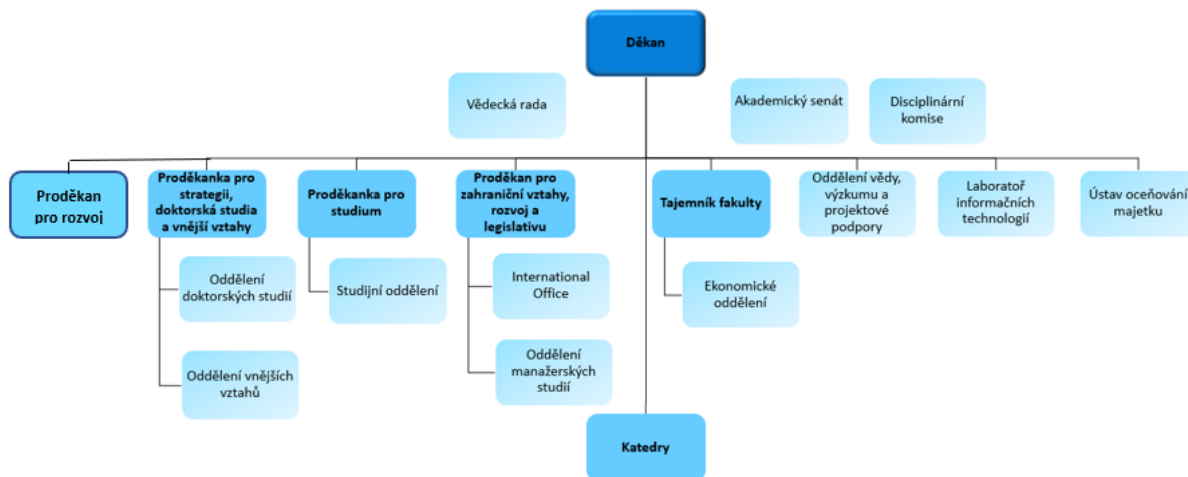 Děkan
Vědecká rada
Akademický senát
Disciplinární
komise
Proděkan
pro rozvoj
Proděkanka pro
strategii,
doktorská studia
a vnější vztahy
Proděkanka pro
studium
Proděkan pro
zahraniční vztahy,
rozvoj a
legislativu
Tajemník fakulty
Oddělení vědy,
výzkumu a
projektové
podpory
Laboratoř
informačních
technologií
Ústav oceňování
majetku
Oddělení
doktorských studií
Studijní oddělení
International
Office
Ekonomické
oddělení
Oddělení vnějších
vztahů
Oddělení
manažerských
studií
Katedry